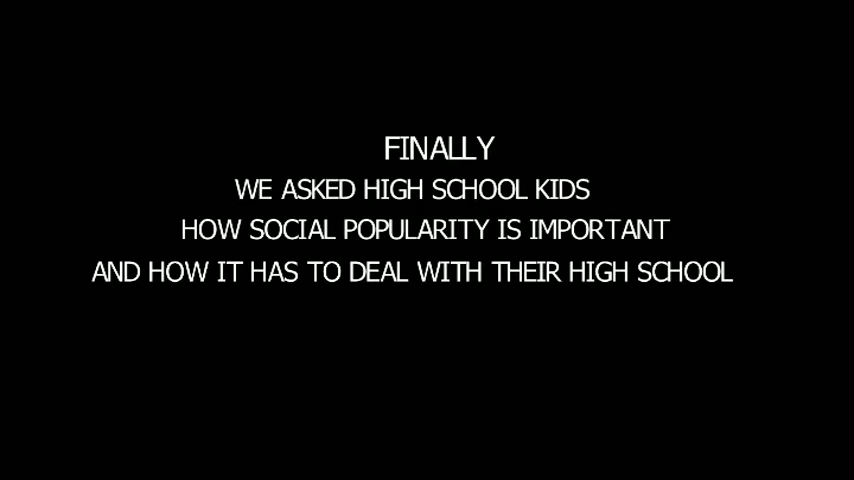 FINALLY
WE ASKED HIGH SCHOOL KIDS
HOW SOCIAL POPULARITY IS IMPORTANT
AND HOW IT HAS TO DEAL WITH THEIR HIGH SCHOOL